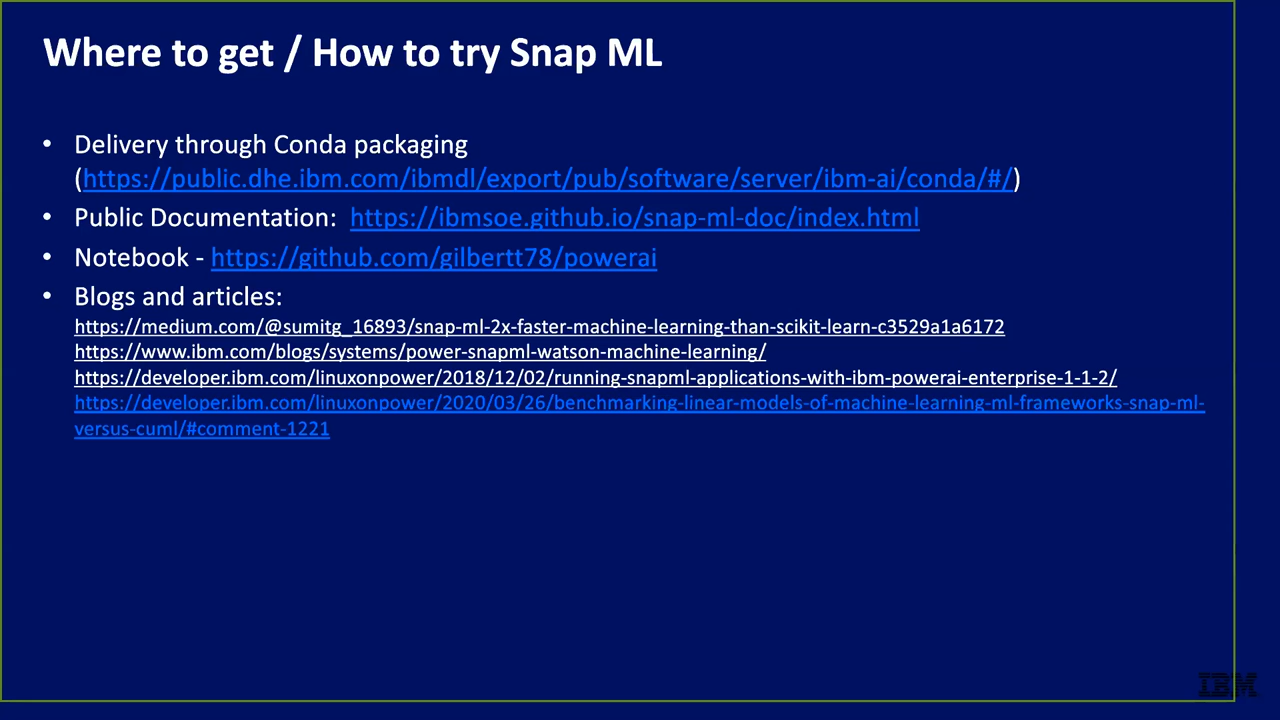 Where to get / How to try Snap ML
• Delivery through Conda packaging
(https://public.dhe.ibm.com/ibmdl/export/pub/software/server/ibm-ai/conda/#/)
• Public Documentation: https://ibmsoe.github.io/snap-ml-doc/index.html
• Notebook - https://github.com/gilbertt78/powerai
• Blogs and articles:
https://medium.com/@sumitg_16893/snap-ml-2x-faster-machine-learning-than-scikit-learn-c3529a1a6172
https://www.ibm.com/blogs/systems/power-snapml-watson-machine-learning/
https://developer.ibm.com/linuxonpower/2018/12/02/running-snapml-applications-with-ibm-powerai-enterprise-1-1-2/
https://developer.ibm.com/linuxonpower/2020/03/26/benchmarking-linear-models-of-machine-learning-ml-frameworks-snap-ml-
versus-cuml/#comment-1221
IBM